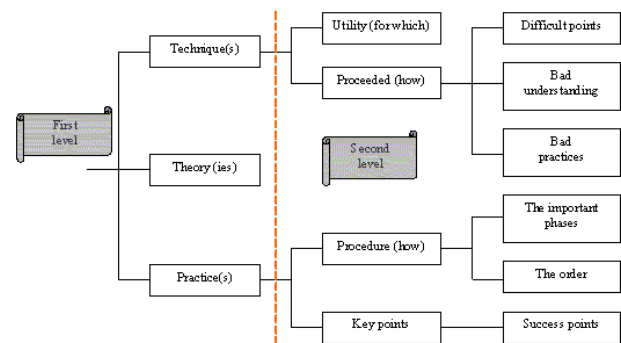 Utility (for which)
Difficult points
Technique(s)
Proceeded (how)
Bad
understanding
First
level
Second
level
Bad
practices
Theory (ies)
The important
phases
Procedure (how)
Practice(s)
The order
Key points
Success points